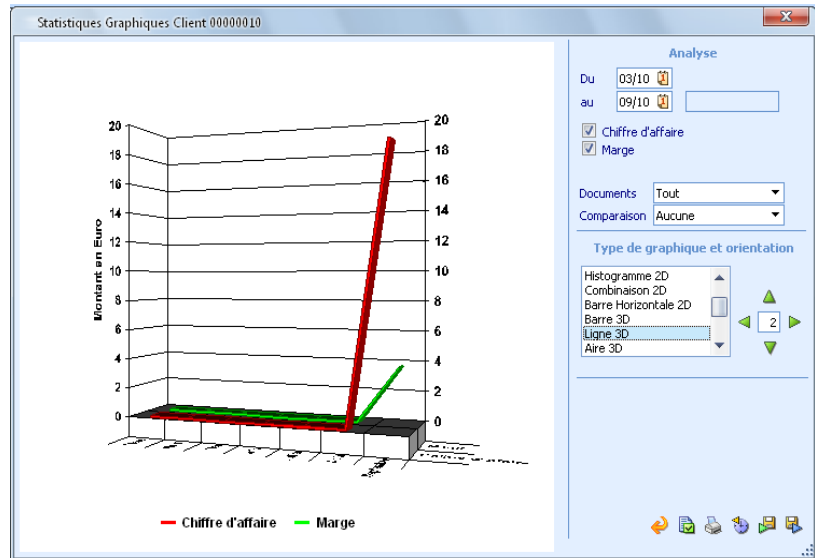 Statistiques Graphiques Client 00000010
Montant en Euro
20
18
16
14
12
10
8
6
4
2
0
20
18
16
14
12
10
8
6
4
2
0
Chiffre d'affaire
Marge
Analyse
Du 03/10
au 09/10
Chiffre d'affaire
Marge
Documents Tout
Comparaison Aucune
Type de graphique et orientation
Histogramme 2D
Combinaison 2D
Barre Horizontale 2D
Barre 3D
Ligne 3D
Aire 3D
2